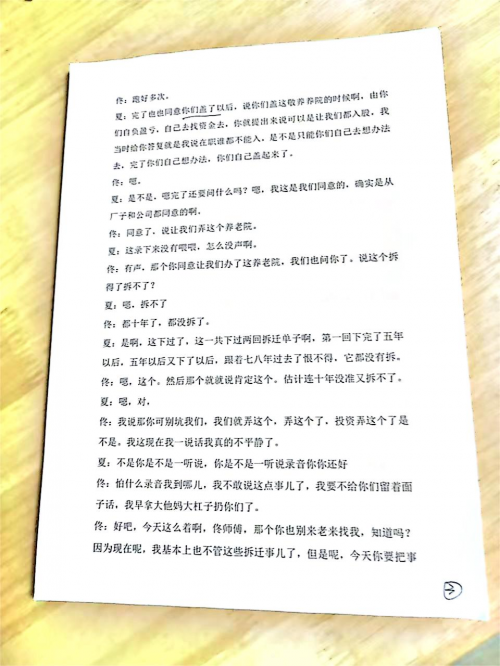 佟：跑好多次。
夏：完了也也同意你们盖了以后，说你们盖这敬养养院的时候啊，由你
们自负盈亏，自己去找资金去，你就提出来说可以是让我们都入股，我
当时给你答复就是我说在职谁都不能入，是不是只能你们自己去想办法
去，完了你们自己想办法，你们自己盖起来了。
佟：嗯。
夏：是不是，嗯完了还要问什么吗？嗯，我这是我们同意的，确实是从
厂子和公司都同意的啊。
佟：同意了，说让我们弄这个养老院。
夏：这录下来没有喂喂，怎么没声啊。
佟：有声，那个你同意让我们办了这养老院，我们也问你了。说这个拆
得了拆不了？
夏：嗯，拆不了
佟：都十年了，都没拆了。
夏：是啊，这下过了，这一共下过两回拆迁单子啊，第一回下完了五年
以后，五年以后又下了以后，跟着七八年过去了恨不得，它都没有拆。
佟：嗯，这个。然后那个就就说肯定这个。估计连十年没准又拆不了。
夏：嗯，对，
佟：我说那你可别坑我们，我们就弄这个，弄这个了，投资弄这个了是
不是。我这现在我一说话我真的不平静了。
夏：不是你是不是一听说，你是不是一听说录音你你还好
佟：怕什么录音我到哪儿，我不敢说这点事儿了，我要不给你们留着面
子话，我早拿大他妈大杠子扔你们了。
佟：好吧，今天这么着啊，佟师傅，那个你也别来老来找我，知道吗？
因为现在呢，我基本上也不管这些拆迁事儿了，但是呢，今天你要把事